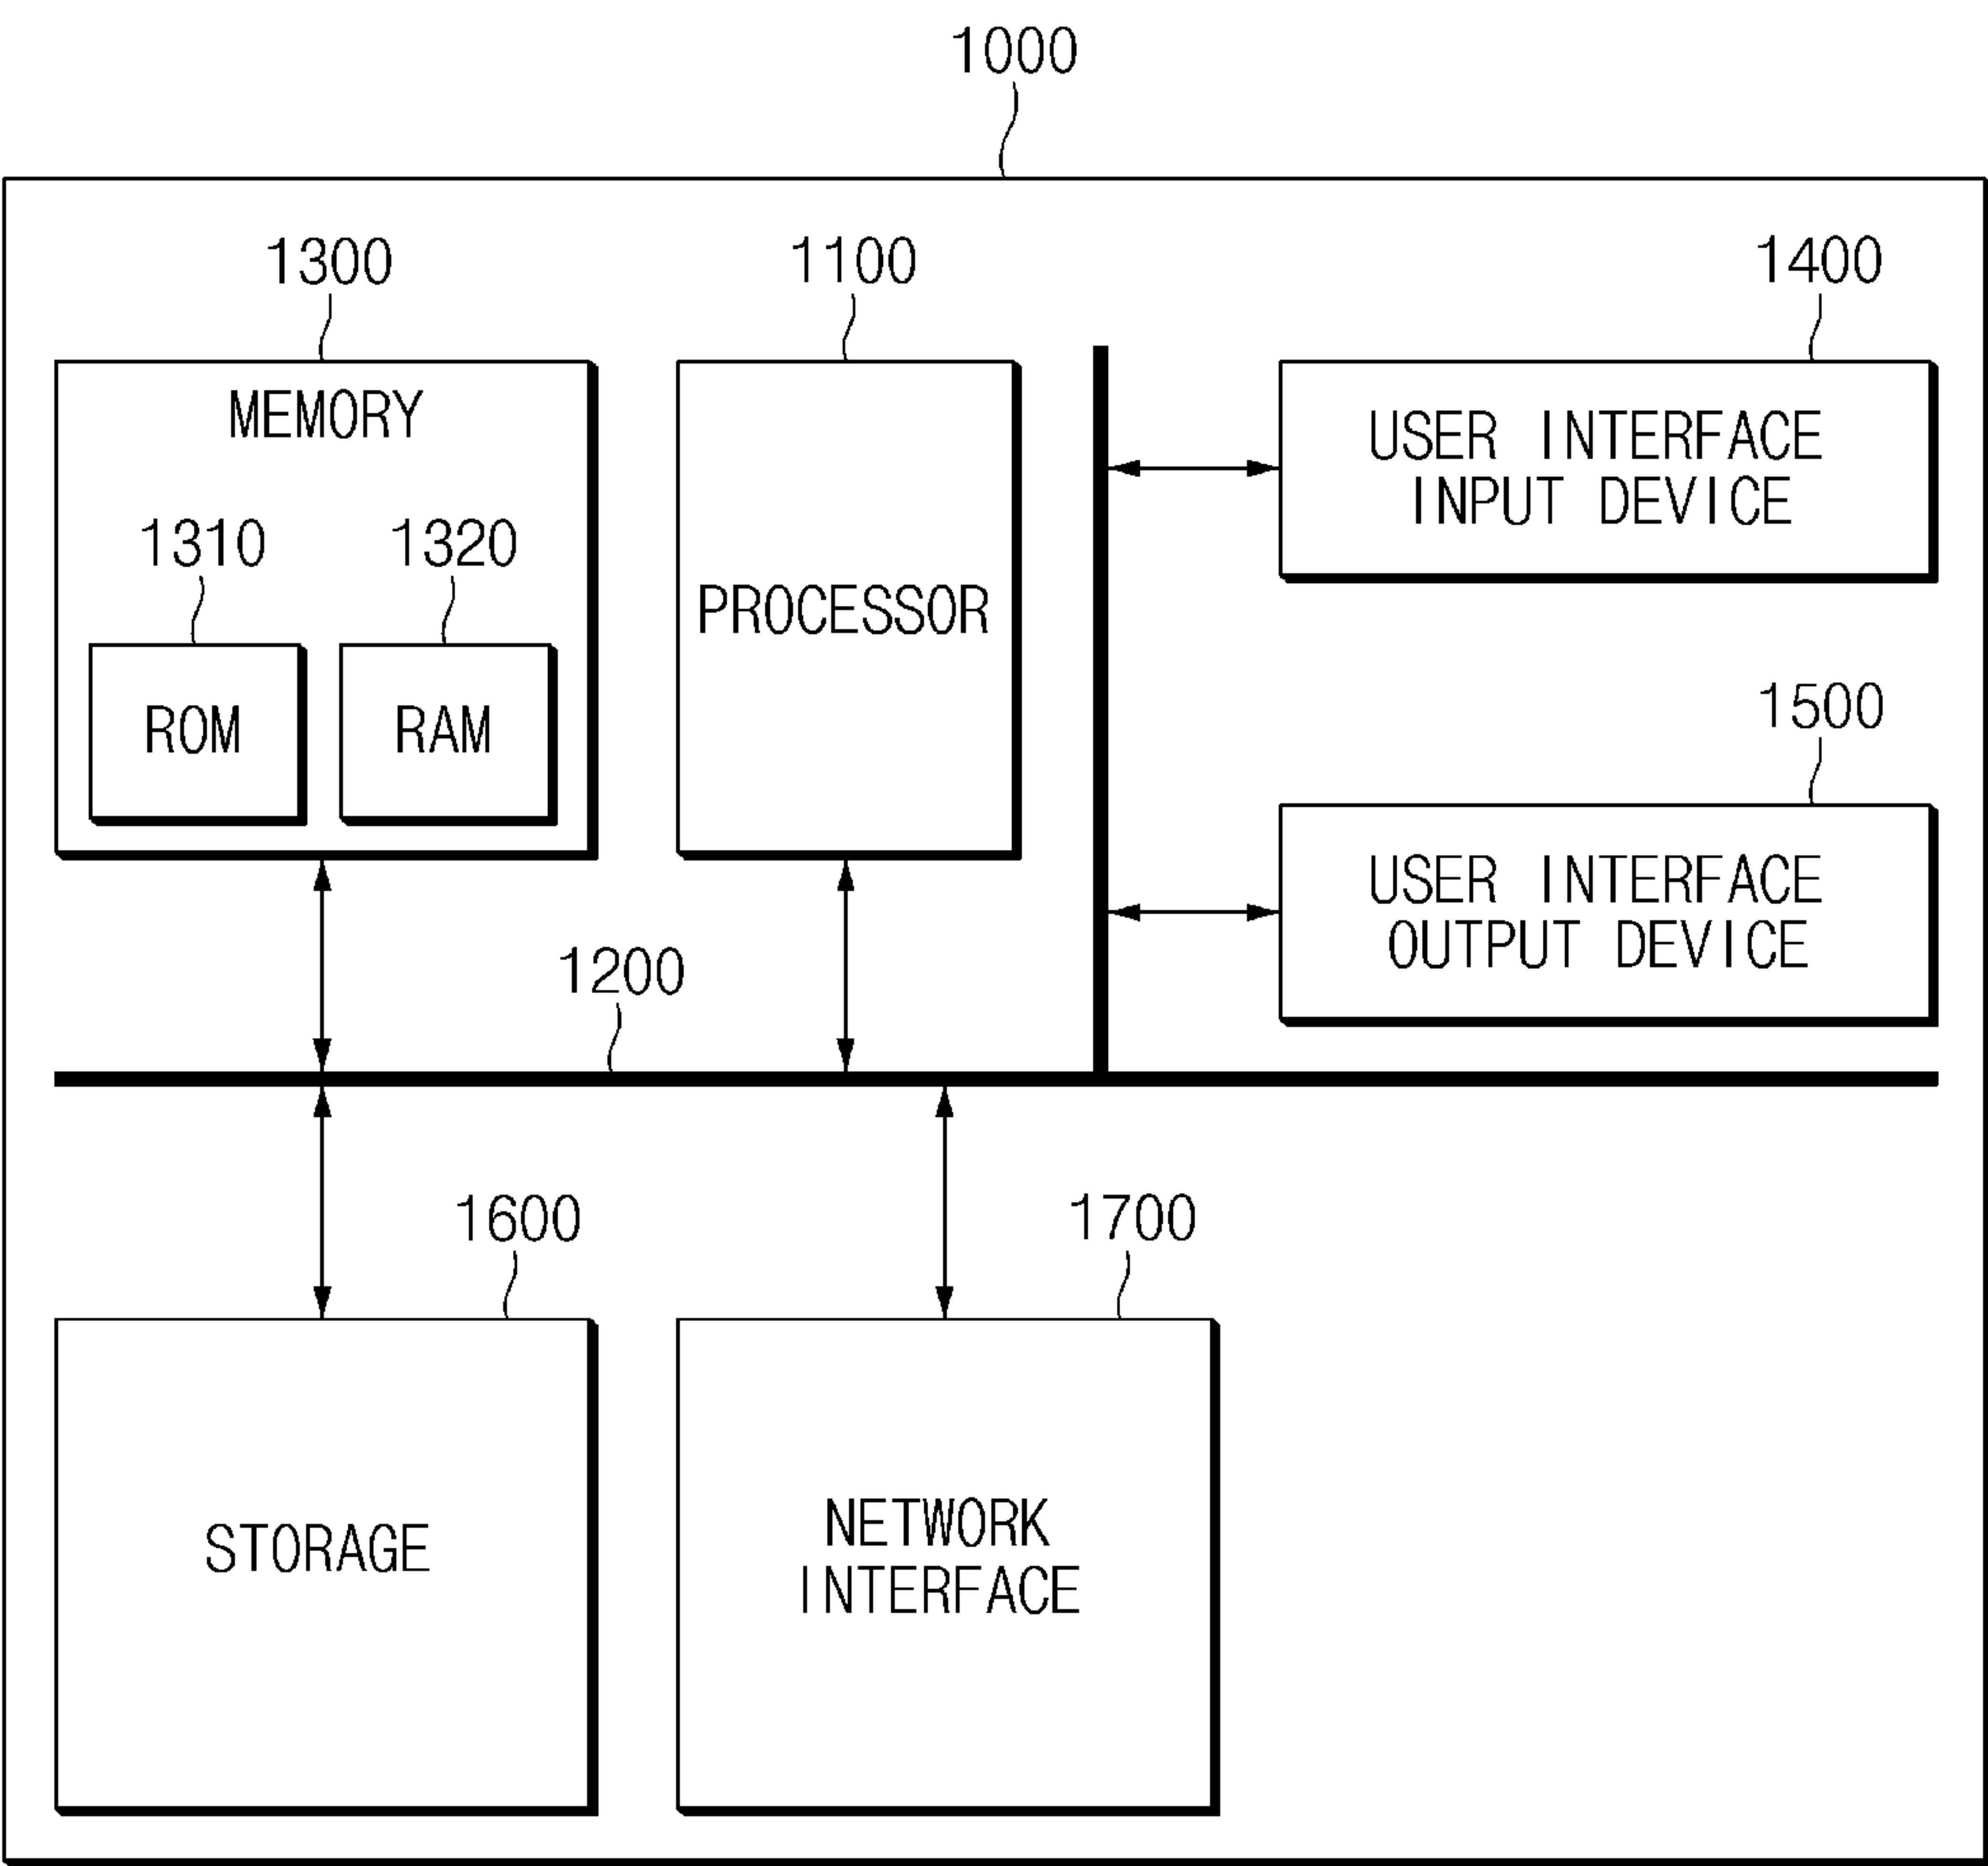 1000
1300
1100
1400
MEMORY
USER INTERFACE
INPUT DEVICE
1310
1320
PROCESSOR
ROM
RAM
1500
USER INTERFACE
OUTPUT DEVICE
1200
1600
1700
STORAGE
NETWORK
INTERFACE